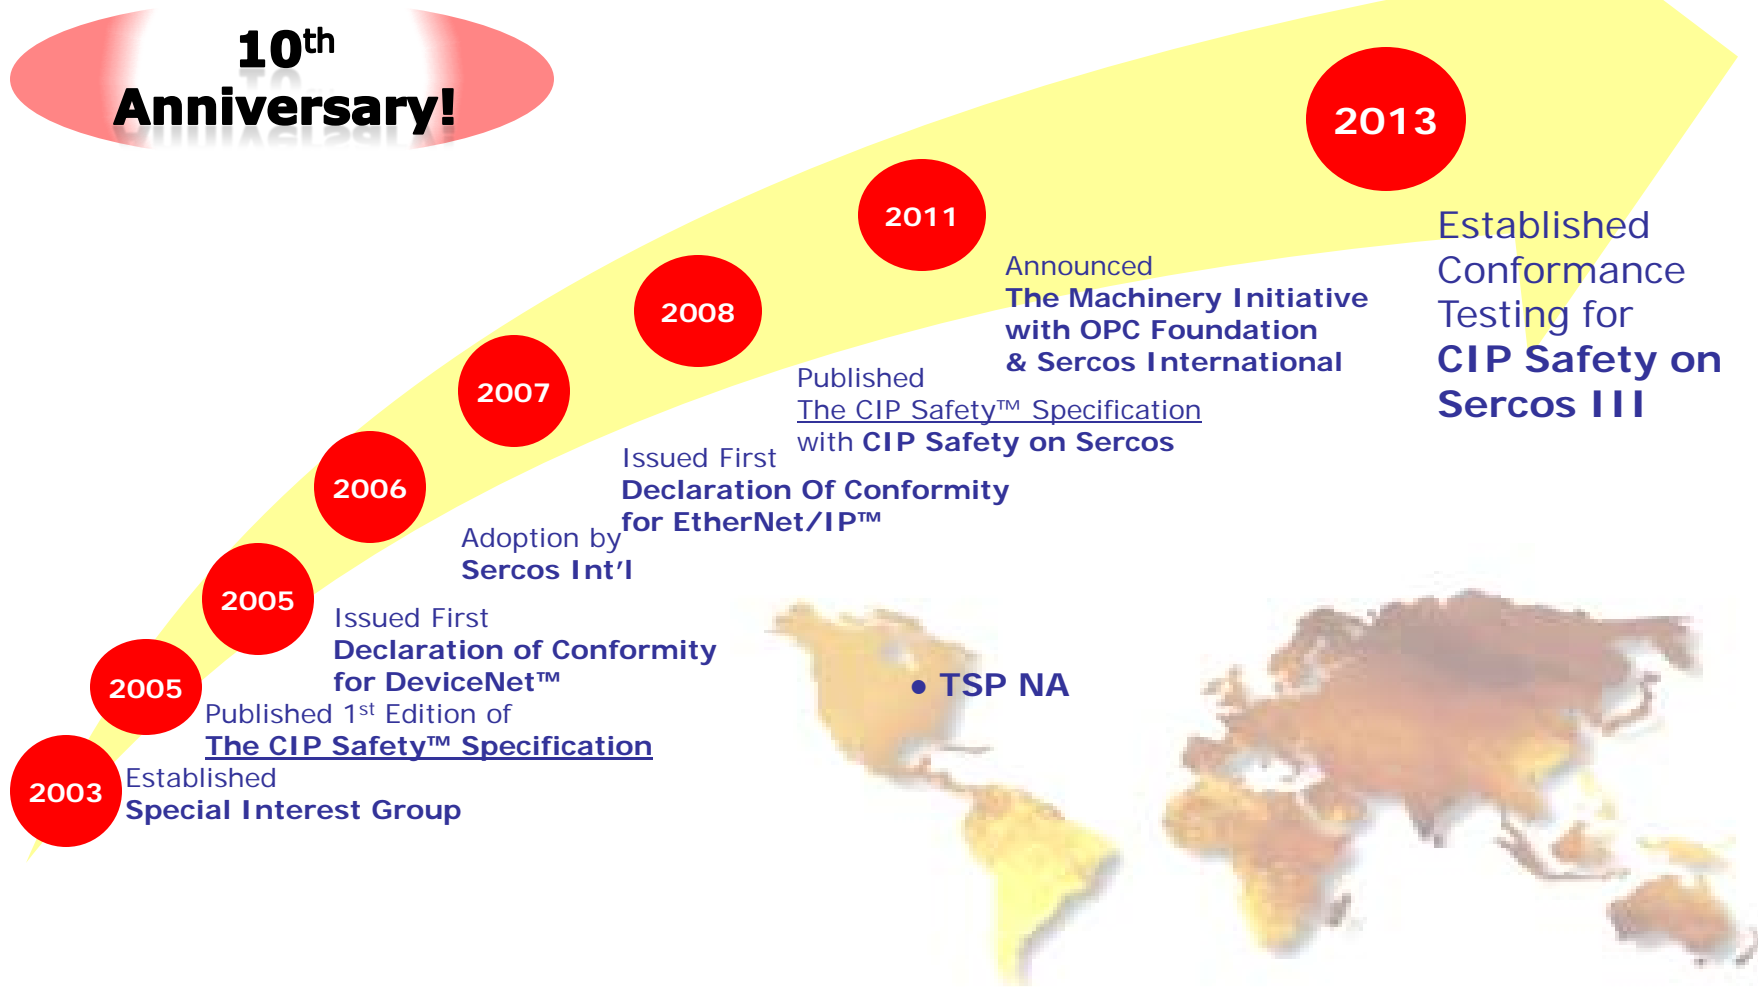 10th
Anniversary!
2013
Established
Conformance
Testing for
CIP Safety on
Sercos III
2011
Announced
The Machinery Initiative
with OPC Foundation
& Sercos International
2008
Published
The CIP Safety™ Specification
with CIP Safety on Sercos
2007
Issued First
Declaration Of Conformity
for EtherNet/IP™
2006
Adoption by
Sercos Int'l
2005
Issued First
Declaration of Conformity
for DeviceNet™
2005
Published 1st Edition of
The CIP Safety™ Specification
2003
Established
Special Interest Group
• TSP NA